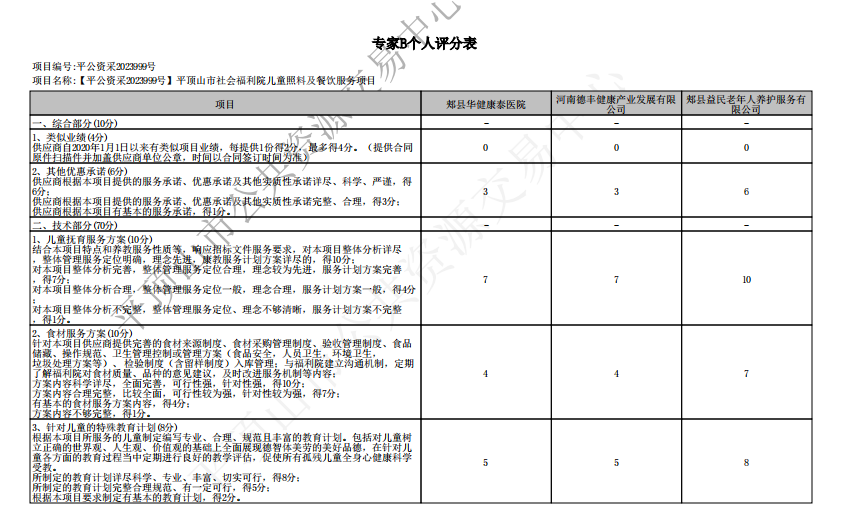 专家B个人评分表
项目编号:平公资采2023999号
项目名称:【平公资采2023999号】平顶山市社会福利院儿童照料及餐饮服务项目
项目 郏县华健康泰医院 河南德丰健康产业发展有限公司 郏县益民老年人养护服务有限公司
一、综合部分(10分) - - -
1、类似业绩(4分)
供应商自2020年1月1日以来有类似项目业绩，每提供1份得2分，最多得4分。（提供合同
原件扫描件并加盖供应商单位公章，时间以合同签订时间为准）
0 0 0
2、其他优惠承诺(6分)
供应商根据本项目提供的服务承诺、优惠承诺及其他实质性承诺详尽、科学、严谨，得
6分；
供应商根据本项目提供的服务承诺、优惠承诺及其他实质性承诺完整、合理，得3分；
供应商根据本项目有基本的服务承诺，得1分。
3 3 6
二、技术部分(70分) - - -
1、儿童抚育服务方案(10分)
结合本项目特点和养教服务性质等，响应招标文件服务要求，对本项目整体分析详尽
，整体管理服务定位明确，理念先进，康教服务计划方案详尽的，得10分；
对本项目整体分析完善，整体管理服务定位合理，理念较为先进，服务计划方案完善
，得7分；
对本项目整体分析合理，整体管理服务定位一般，理念合理，服务计划方案一般，得4分
；
对本项目整体分析不完整，整体管理服务定位、理念不够清晰，服务计划方案不完整
，得1分。
7 7 10
2、食材服务方案(10分)
针对本项目供应商提供完善的食材来源制度、食材采购管理制度、验收管理制度、食品
储藏、操作规范、卫生管理控制或管理方案（食品安全，人员卫生，环境卫生，
垃圾处理方案等）、检验制度（含留样制度）入库管理；与福利院建立沟通机制，定期
了解福利院对食材质量、品种的意见建议，及时改进服务机制等内容；
方案内容科学详尽，全面完善，可行性强，针对性强，得10分；
方案内容合理完整，比较全面，可行性较为强，针对性较为强，得7分；
有基本的食材服务方案内容，得4分；
方案内容不够完整，得1分。
4 4 7
3、针对儿童的特殊教育计划(8分)
根据本项目所服务的儿童制定编写专业、合理、规范且丰富的教育计划。包括对儿童树
立正确的世界观、人生观、价值观的基础上全面展现德智体美劳的美好品德，在针对儿
童各方面的教育过程当中定期进行良好的教学评估，促使所有孤残儿童全身心健康科学
受教。
所制定的教育计划详尽科学、专业、丰富、切实可行，得8分；
所制定的教育计划完整合理规范、有一定可行，得5分；
根据本项目要求制定有基本的教育计划，得2分。
5 5 8
平顶山市公共资源交易中心
平顶山市公共资源交易中心